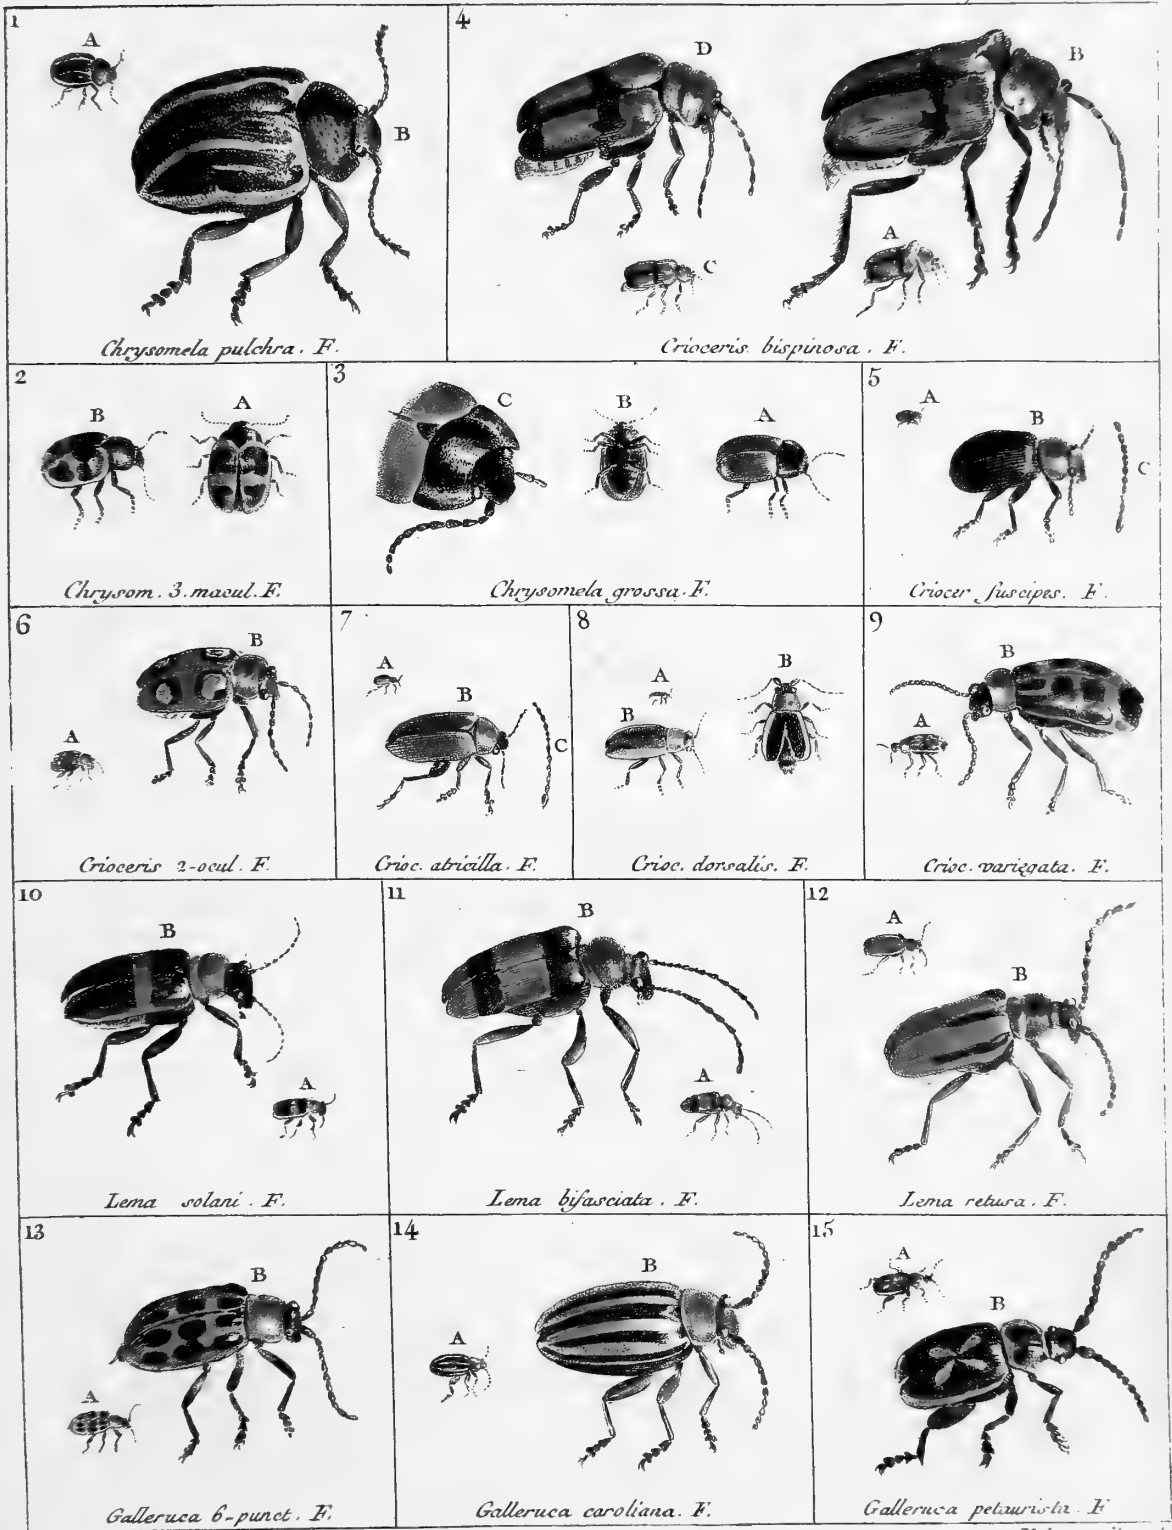 1
A
B
Chrysomela pulchra. F.
4
D
B
A
C
Crioceris. bispinosa. F.
2
B
A
Chrysom. 3. macul. F.
3
C
B
A
Chrysomela grossa. F.
5
A
B
C
Criocer fuscipes. F.
6
B
A
Crioceris 2-ocul. F.
7
A
B
C
Crioc. atricilla. F.
8
A
B
B
Crioc. dorsalis. F.
9
B
A
Crioc. variegata. F.
10
B
A
Lema solani. F.
11
B
A
Lema bifasciata. F.
12
A
B
Lema retusa. F.
13
B
A
Galleruca 6-punct. F.
14
B
A
Galleruca caroliana. F.
15
A
B
Galleruca petaurista. F